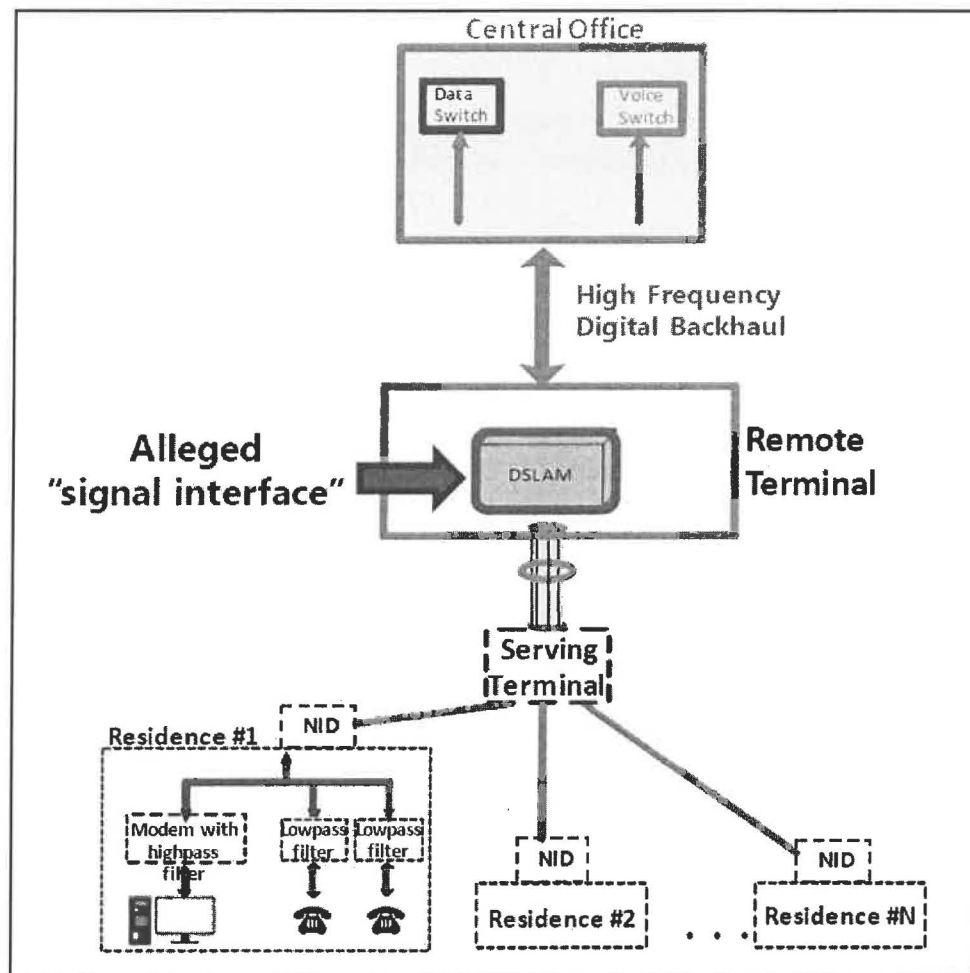 Central Office
Data
Switch
Voice
Switch
High Frequency
Digital Backhaul
Alleged
"signal interface"
DSLAM
Remote
Terminal
Serving
Terminal
NID
Residence #1
Modem with
highpass
filter
Lowpass
filter
Lowpass
filter
NID
Residence #2
. . .
NID
Residence #N